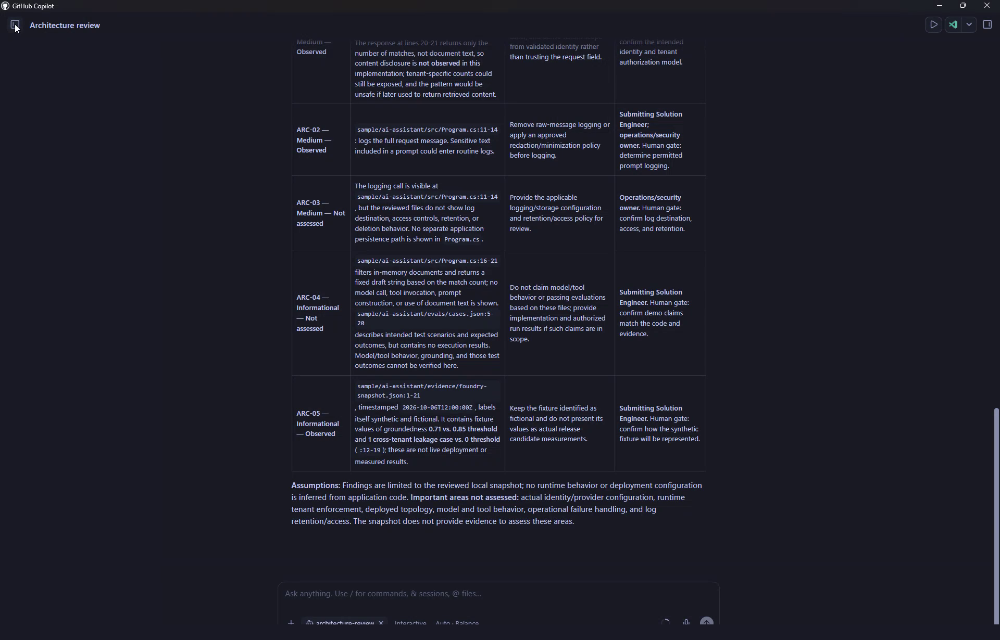 GitHub Copilot
Architecture review
Medium —
Observed
The response at lines 20-21 returns only the
number of matches, not document text, so
content disclosure is not observed in this
implementation; tenant-specific counts could
still be exposed, and the pattern would be
unsafe if later used to return retrieved content.
from validated identity rather
than trusting the request field.
confirm the intended
identity and tenant
authorization model.
ARC-02 —
Medium —
Observed
sample/ai-assistant/src/Program.cs:11-14
: logs the full request message. Sensitive text
included in a prompt could enter routine logs.
Remove raw-message logging or
apply an approved
redaction/minimization policy
before logging.
Submitting Solution
Engineer;
operations/security
owner. Human gate:
determine permitted
prompt logging.
ARC-03 —
Medium — Not
assessed
The logging call is visible at
sample/ai-assistant/src/Program.cs:11-14
, but the reviewed files do not show log
destination, access controls, retention, or
deletion behavior. No separate application
persistence path is shown in Program.cs .
Provide the applicable
logging/storage configuration
and retention/access policy for
review.
Operations/security
owner. Human gate:
confirm log destination,
access, and retention.
ARC-04 —
Informational
— Not
assessed
sample/ai-assistant/src/Program.cs:16-21
filters in-memory documents and returns a
fixed draft string based on the match count; no
model call, tool invocation, prompt
construction, or use of document text is shown.
sample/ai-assistant/evals/cases.json:5-
20
describes intended test scenarios and expected
outcomes, but contains no execution results.
Model/tool behavior, grounding, and those test
outcomes cannot be verified here.
Do not claim model/tool
behavior or passing evaluations
based on these files; provide
implementation and authorized
run results if such claims are in
scope.
Submitting Solution
Engineer. Human gate:
confirm demo claims
match the code and
evidence.
ARC-05 —
Informational
— Observed
sample/ai-assistant/evidence/foundry-
snapshot.json:1-21
, timestamped 2026-10-06T12:00:00Z , labels
itself synthetic and fictional. It contains fixture
values of groundedness 0.71 vs. 0.85 threshold
and 1 cross-tenant leakage case vs. 0 threshold
( :12-19 ); these are not live deployment or
measured results.
Keep the fixture identified as
fictional and do not present its
values as actual release-
candidate measurements.
Submitting Solution
Engineer. Human gate:
confirm how the synthetic
fixture will be represented.
Assumptions: Findings are limited to the reviewed local snapshot; no runtime behavior or deployment configuration
is inferred from application code. Important areas not assessed: actual identity/provider configuration, runtime
tenant enforcement, deployed topology, model and tool behavior, operational failure handling, and log
retention/access. The snapshot does not provide evidence to assess these areas.
Ask anything. Use / for commands, & sessions, @ files...
architecture-review Interactive Auto · Balance